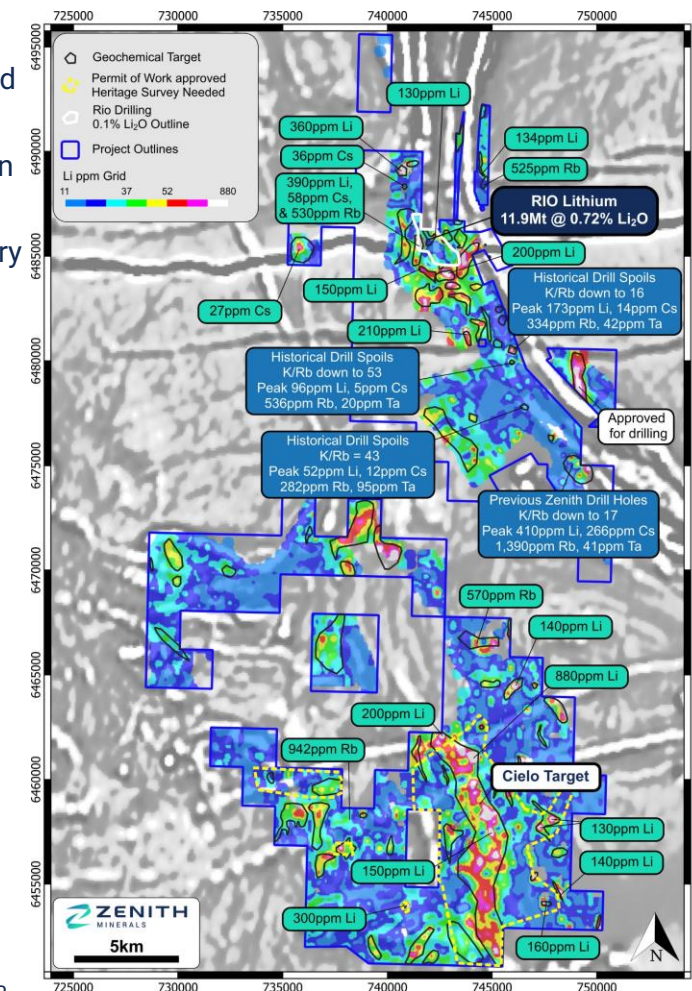 725000 730000 735000 740000 745000 750000
6495000
6490000
6485000
6480000
6475000
6470000
6465000
6460000
6455000
Geochemical Target
Permit of Work approved
Heritage Survey Needed
Rio Drilling
0.1% Li₂O Outline
Project Outlines
Li ppm Grid
11 37 52 880
130ppm Li
360ppm Li
36ppm Cs
390ppm Li,
58ppm Cs,
& 530ppm Rb
134ppm Li
525ppm Rb
RIO Lithium
11.9Mt @ 0.72% Li₂O
200ppm Li
150ppm Li
27ppm Cs
210ppm Li
Historical Drill Spoils
K/Rb down to 16
Peak 173ppm Li, 14ppm Cs
334ppm Rb, 42ppm Ta
Historical Drill Spoils
K/Rb down to 53
Peak 96ppm Li, 5ppm Cs
536ppm Rb, 20ppm Ta
Approved
for drilling
Historical Drill Spoils
K/Rb = 43
Peak 52ppm Li, 12ppm Cs
282ppm Rb, 95ppm Ta
Previous Zenith Drill Holes
K/Rb down to 17
Peak 410ppm Li, 266ppm Cs
1,390ppm Rb, 41ppm Ta
570ppm Rb
140ppm Li
880ppm Li
200ppm Li
942ppm Rb
Cielo Target
130ppm Li
150ppm Li
140ppm Li
300ppm Li
160ppm Li
ZENITH
MINERALS
5km
N
725000 730000 735000 740000 745000 750000